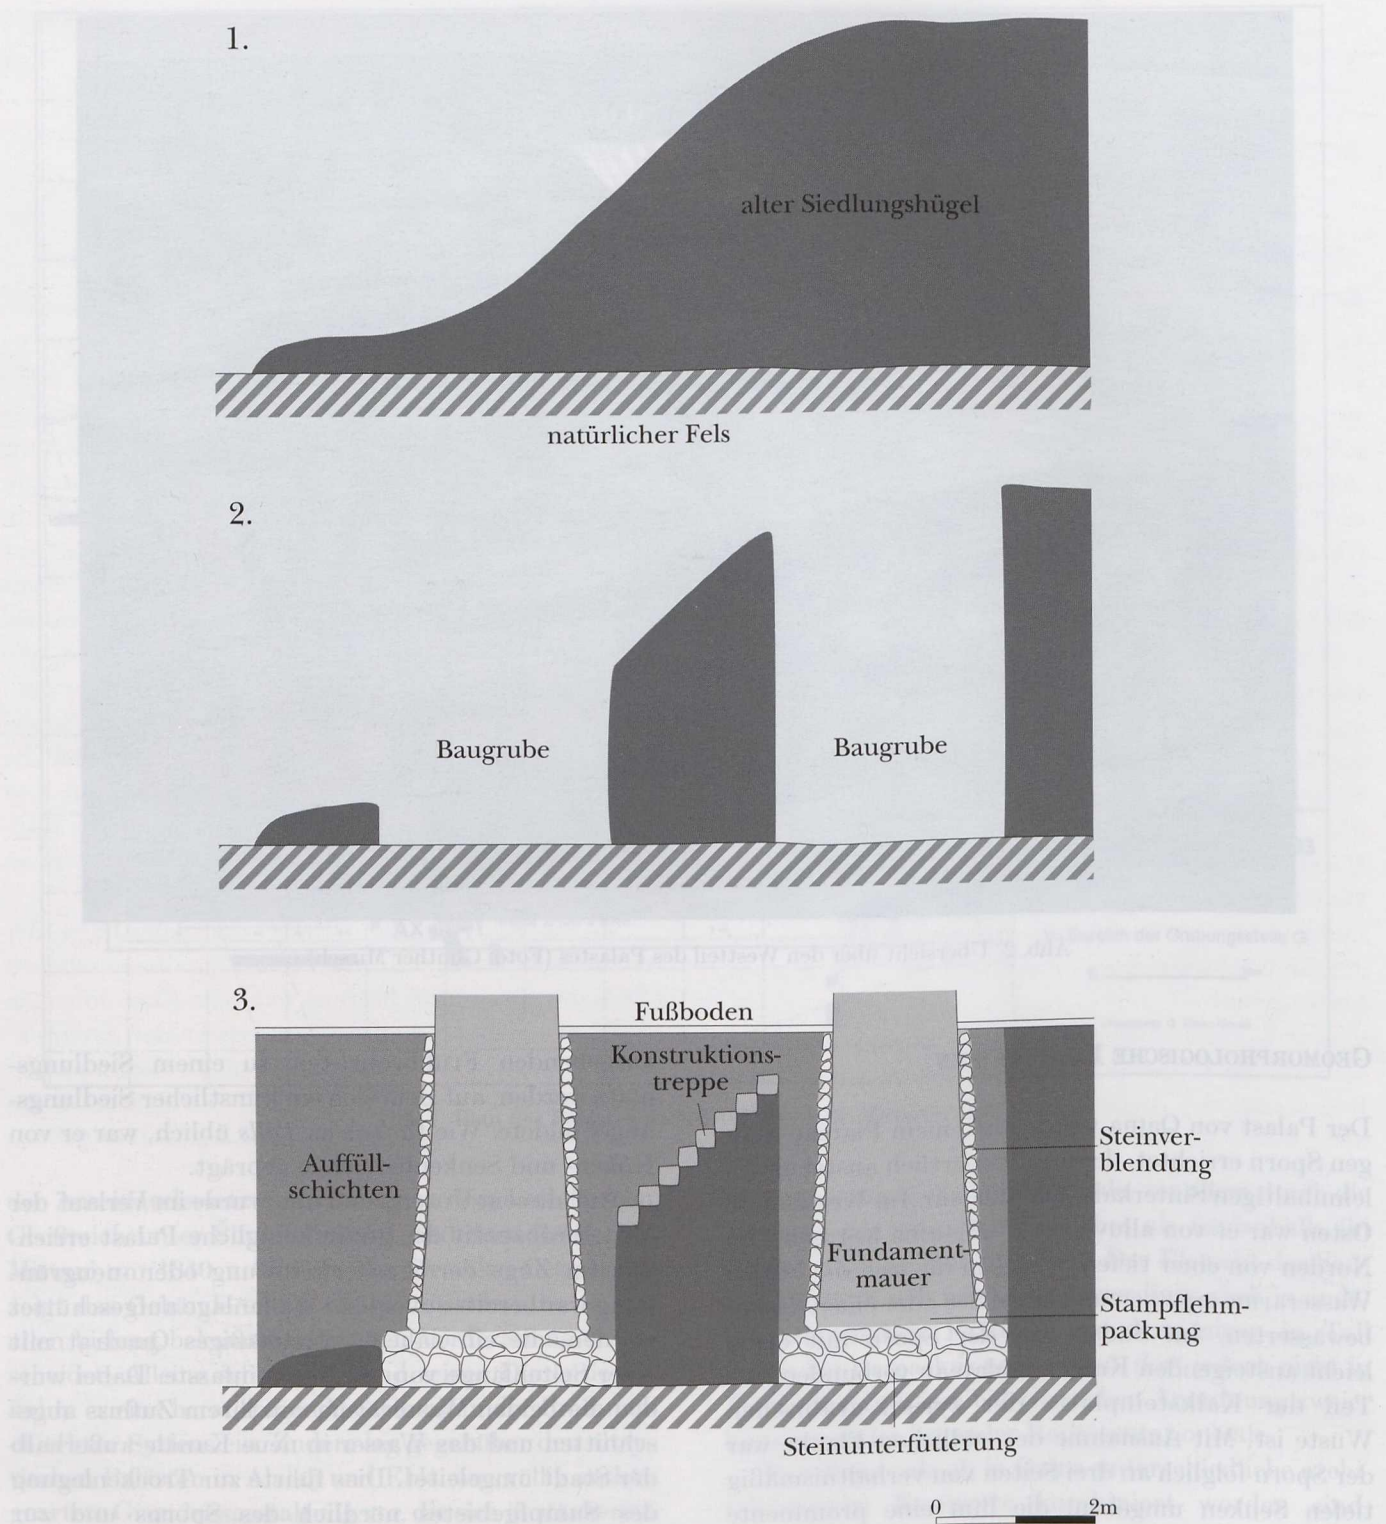 1.
alter Siedlungshügel
natürlicher Fels
2.
Baugrube
Baugrube
3.
Fußboden
Konstruktions-
treppe
Auffüll-
schichten
Steinver-
blendung
Fundament-
mauer
Stampflehm-
packung
Steinunterfütterung
0 2m